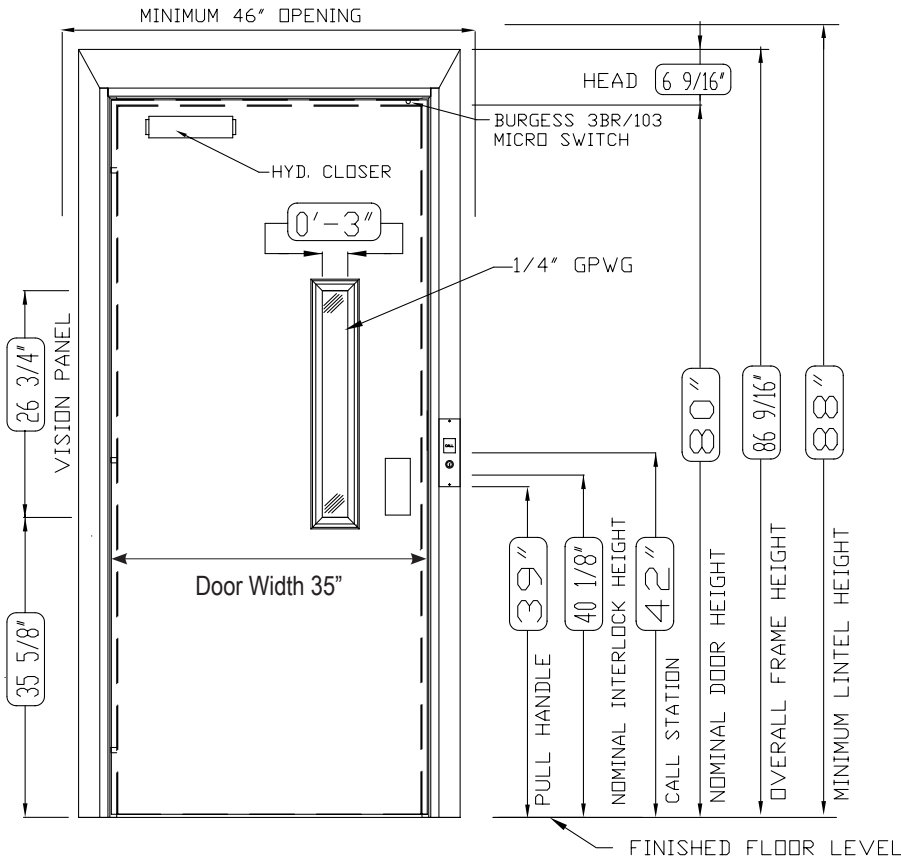 MINIMUM 46" OPENING
HEAD 6 9/16"
BURGESS 3BR/103
MICRO SWITCH
HYD. CLOSER
0'-3"
1/4" GPWG
26 3/4"
VISION PANEL
35 5/8"
Door Width 35”
39"
PULL HANDLE
40 1/8"
NOMINAL INTERLOCK HEIGHT
42"
CALL STATION
80"
NOMINAL DOOR HEIGHT
86 9/16"
OVERALL FRAME HEIGHT
88"
MINIMUM LINTEL HEIGHT
FINISHED FLOOR LEVEL